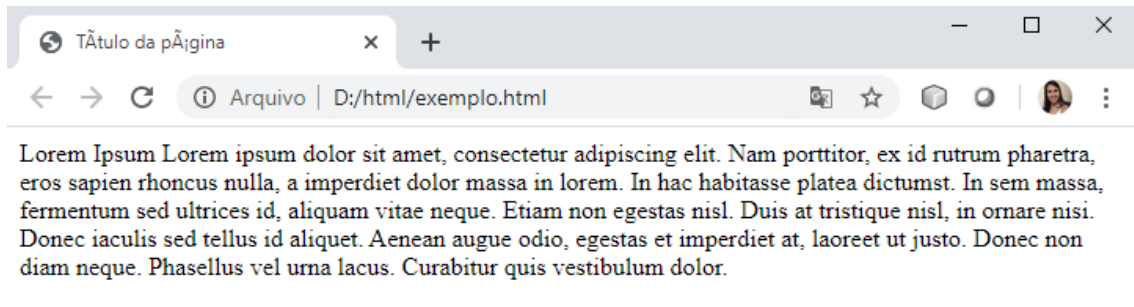 TÃtulo da pÃ¡gina
Arquivo D:/html/exemplo.html
Lorem Ipsum Lorem ipsum dolor sit amet, consectetur adipiscing elit. Nam porttitor, ex id rutrum pharetra,
eros sapien rhoncus nulla, a imperdiet dolor massa in lorem. In hac habitasse platea dictumst. In sem massa,
fermentum sed ultrices id, aliquam vitae neque. Etiam non egestas nisl. Duis at tristique nisl, in ornare nisi.
Donec iaculis sed tellus id aliquet. Aenean augue odio, egestas et imperdiet at, laoreet ut justo. Donec non
diam neque. Phasellus vel urna lacus. Curabitur quis vestibulum dolor.